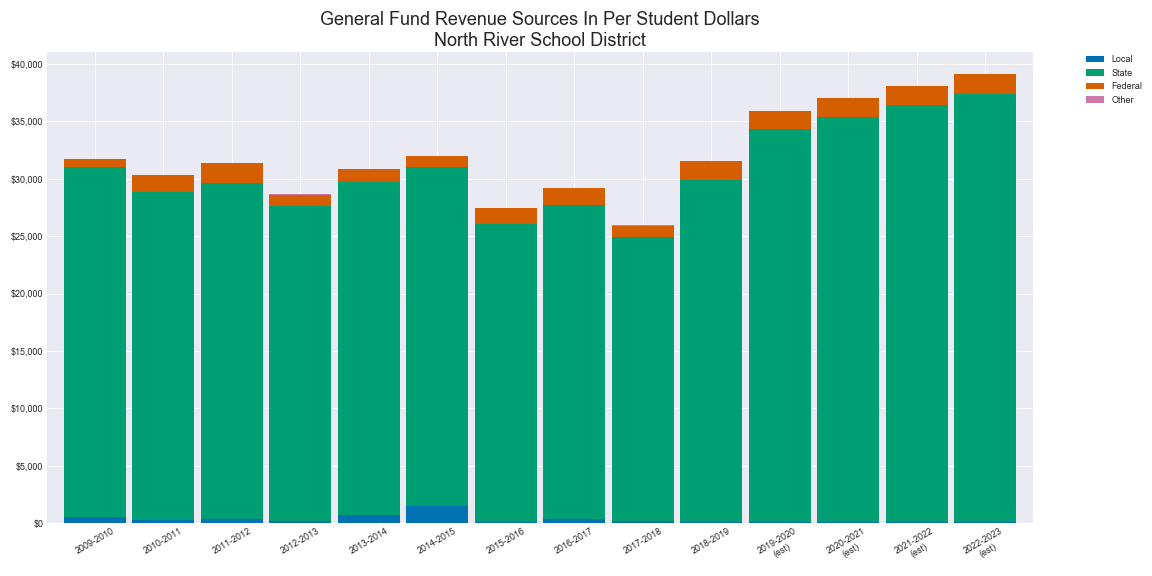 General Fund Revenue Sources In Per Student Dollars
North River School District
Local
State
Federal
Other
$40,000
$35,000
$30,000
$25,000
$20,000
$15,000
$10,000
$5,000
$0
2009-2010
2010-2011
2011-2012
2012-2013
2013-2014
2014-2015
2015-2016
2016-2017
2017-2018
2018-2019
2019-2020
(est)
2020-2021
(est)
2021-2022
(est)
2022-2023
(est)